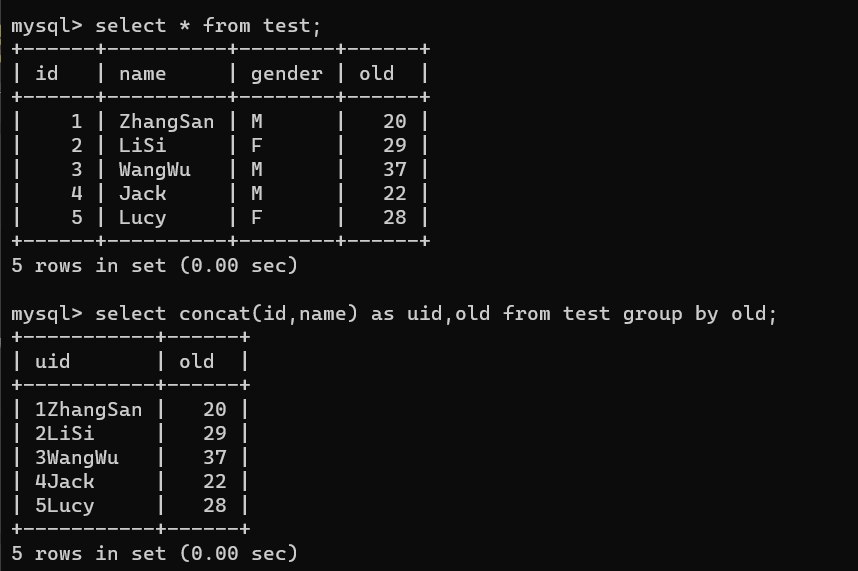 mysql> select * from test;
+------+----------+--------+------+
| id   | name     | gender | old  |
+------+----------+--------+------+
|    1 | ZhangSan | M      |   20 |
|    2 | LiSi     | F      |   29 |
|    3 | WangWu   | M      |   37 |
|    4 | Jack     | M      |   22 |
|    5 | Lucy     | F      |   28 |
+------+----------+--------+------+
5 rows in set (0.00 sec)

mysql> select concat(id,name) as uid,old from test group by old;
+-----------+------+
| uid       | old  |
+-----------+------+
| 1ZhangSan |   20 |
| 2LiSi     |   29 |
| 3WangWu   |   37 |
| 4Jack     |   22 |
| 5Lucy     |   28 |
+-----------+------+
5 rows in set (0.00 sec)